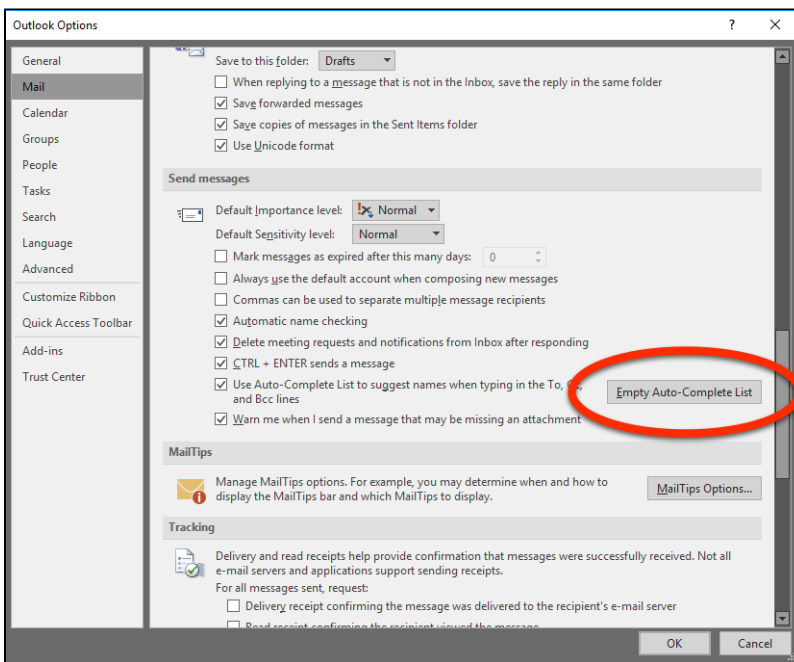 Outlook Options
? ×
General
Mail
Calendar
Groups
People
Tasks
Search
Language
Advanced
Customize Ribbon
Quick Access Toolbar
Add-ins
Trust Center
Save to this folder: Drafts
When replying to a message that is not in the Inbox, save the reply in the same folder
Save forwarded messages
Save copies of messages in the Sent Items folder
Use Unicode format
Send messages
Default Importance level: Normal
Default Sensitivity level: Normal
Mark messages as expired after this many days: 0
Always use the default account when composing new messages
Commas can be used to separate multiple message recipients
Automatic name checking
Delete meeting requests and notifications from Inbox after responding
CTRL + ENTER sends a message
Use Auto-Complete List to suggest names when typing in the To, Cc,
and Bcc lines
Empty Auto-Complete List
Warn me when I send a message that may be missing an attachment
MailTips
Manage MailTips options. For example, you may determine when and how to
display the MailTips bar and which MailTips to display.
MailTips Options...
Tracking
Delivery and read receipts help provide confirmation that messages were successfully received. Not all
e-mail servers and applications support sending receipts.
For all messages sent, request:
Delivery receipt confirming the message was delivered to the recipient's e-mail server
Read receipt confirming the recipient viewed the message
OK Cancel